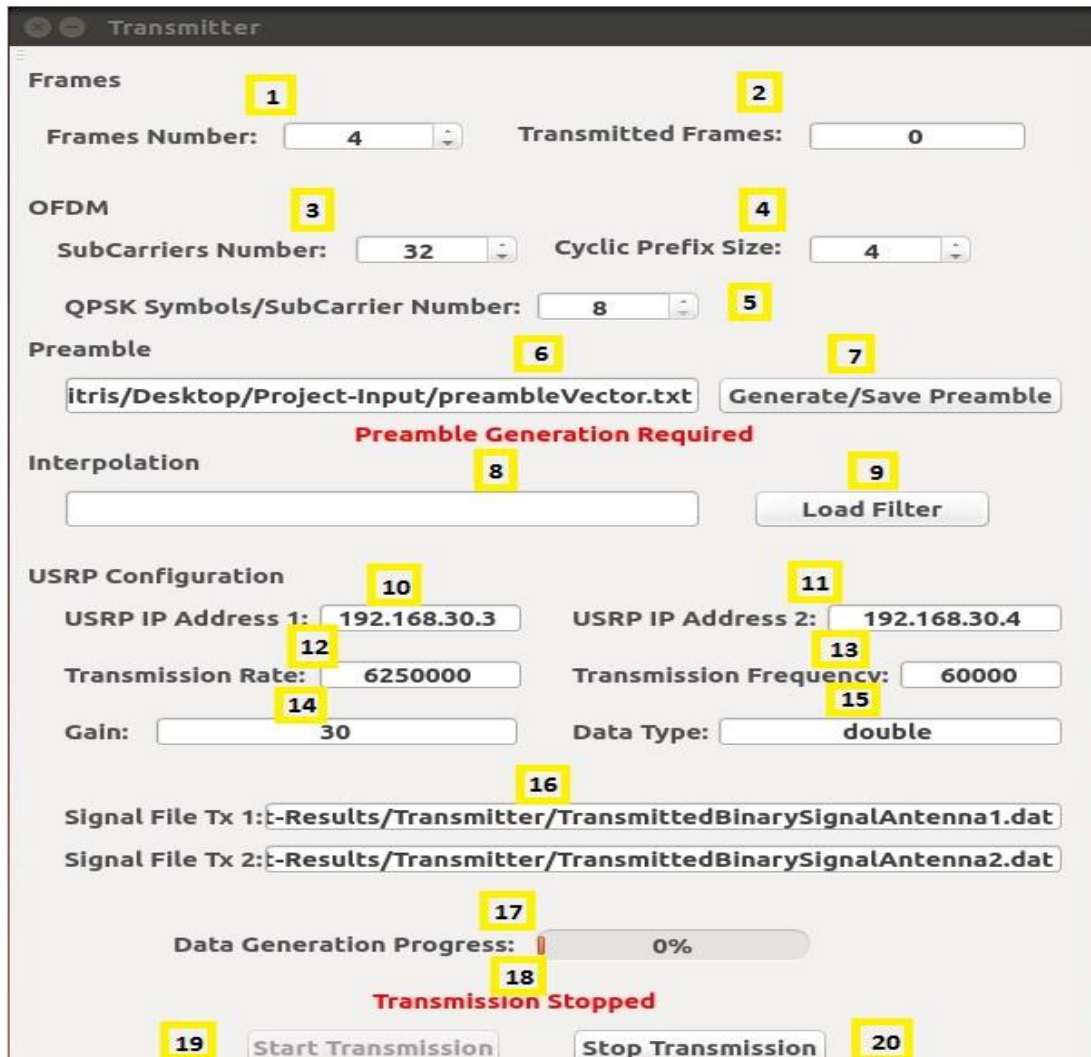 Transmitter
Frames
1
2
Frames Number: 4
Transmitted Frames: 0
OFDM
3
4
SubCarriers Number: 32
Cyclic Prefix Size: 4
QPSK Symbols/SubCarrier Number: 8
5
Preamble
6
7
itris/Desktop/Project-Input/preambleVector.txt
Generate/Save Preamble
Preamble Generation Required
Interpolation
8
9
Load Filter
USRP Configuration
10
11
USRP IP Address 1: 192.168.30.3
USRP IP Address 2: 192.168.30.4
12
13
Transmission Rate: 6250000
Transmission Frequency: 60000
14
15
Gain: 30
Data Type: double
16
Signal File Tx 1: t-Results/Transmitter/TransmittedBinarySignalAntenna1.dat
Signal File Tx 2: t-Results/Transmitter/TransmittedBinarySignalAntenna2.dat
17
Data Generation Progress: 0%
18
Transmission Stopped
19
Start Transmission
Stop Transmission
20